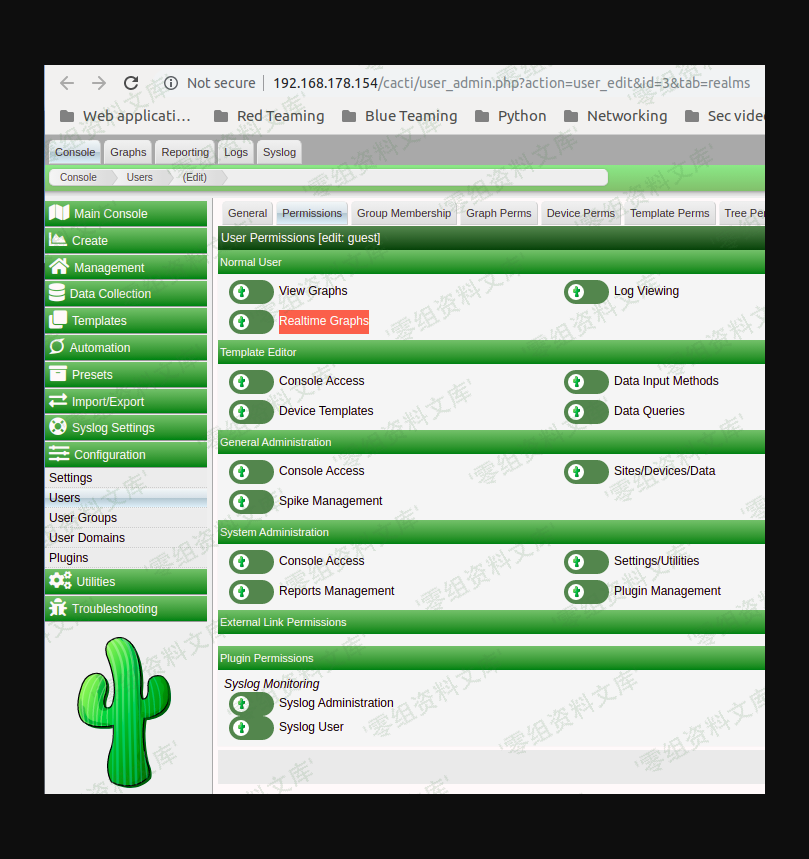 Not secure 192.168.178.154/cacti/user_admin.php?action=user_edit&id=3&tab=realms
Web applicati… Red Teaming Blue Teaming Python Networking Sec vide
Console Graphs Reporting Logs Syslog
Console Users (Edit)
Main Console
Create
Management
Data Collection
Templates
Automation
Presets
Import/Export
Syslog Settings
Configuration
Settings
Users
User Groups
User Domains
Plugins
Utilities
Troubleshooting
General Permissions Group Membership Graph Perms Device Perms Template Perms Tree Per
User Permissions [edit: guest]
Normal User
View Graphs Log Viewing
Realtime Graphs
Template Editor
Console Access Data Input Methods
Device Templates Data Queries
General Administration
Console Access Sites/Devices/Data
Spike Management
System Administration
Console Access Settings/Utilities
Reports Management Plugin Management
External Link Permissions
Plugin Permissions
Syslog Monitoring
Syslog Administration
Syslog User
'零组资料文库'